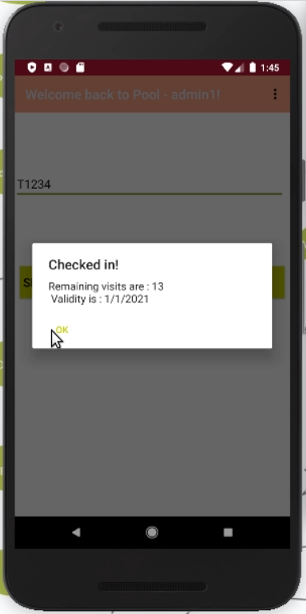 1:45
Welcome back to Pool - admin1!
T1234
Checked in!
Remaining visits are : 13
Validity is : 1/1/2021
OK